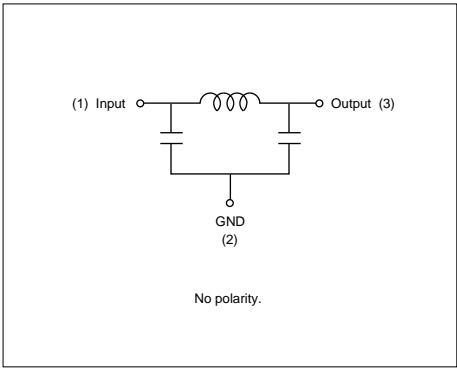 (1) Input Output (3)
GND
(2)
No polarity.